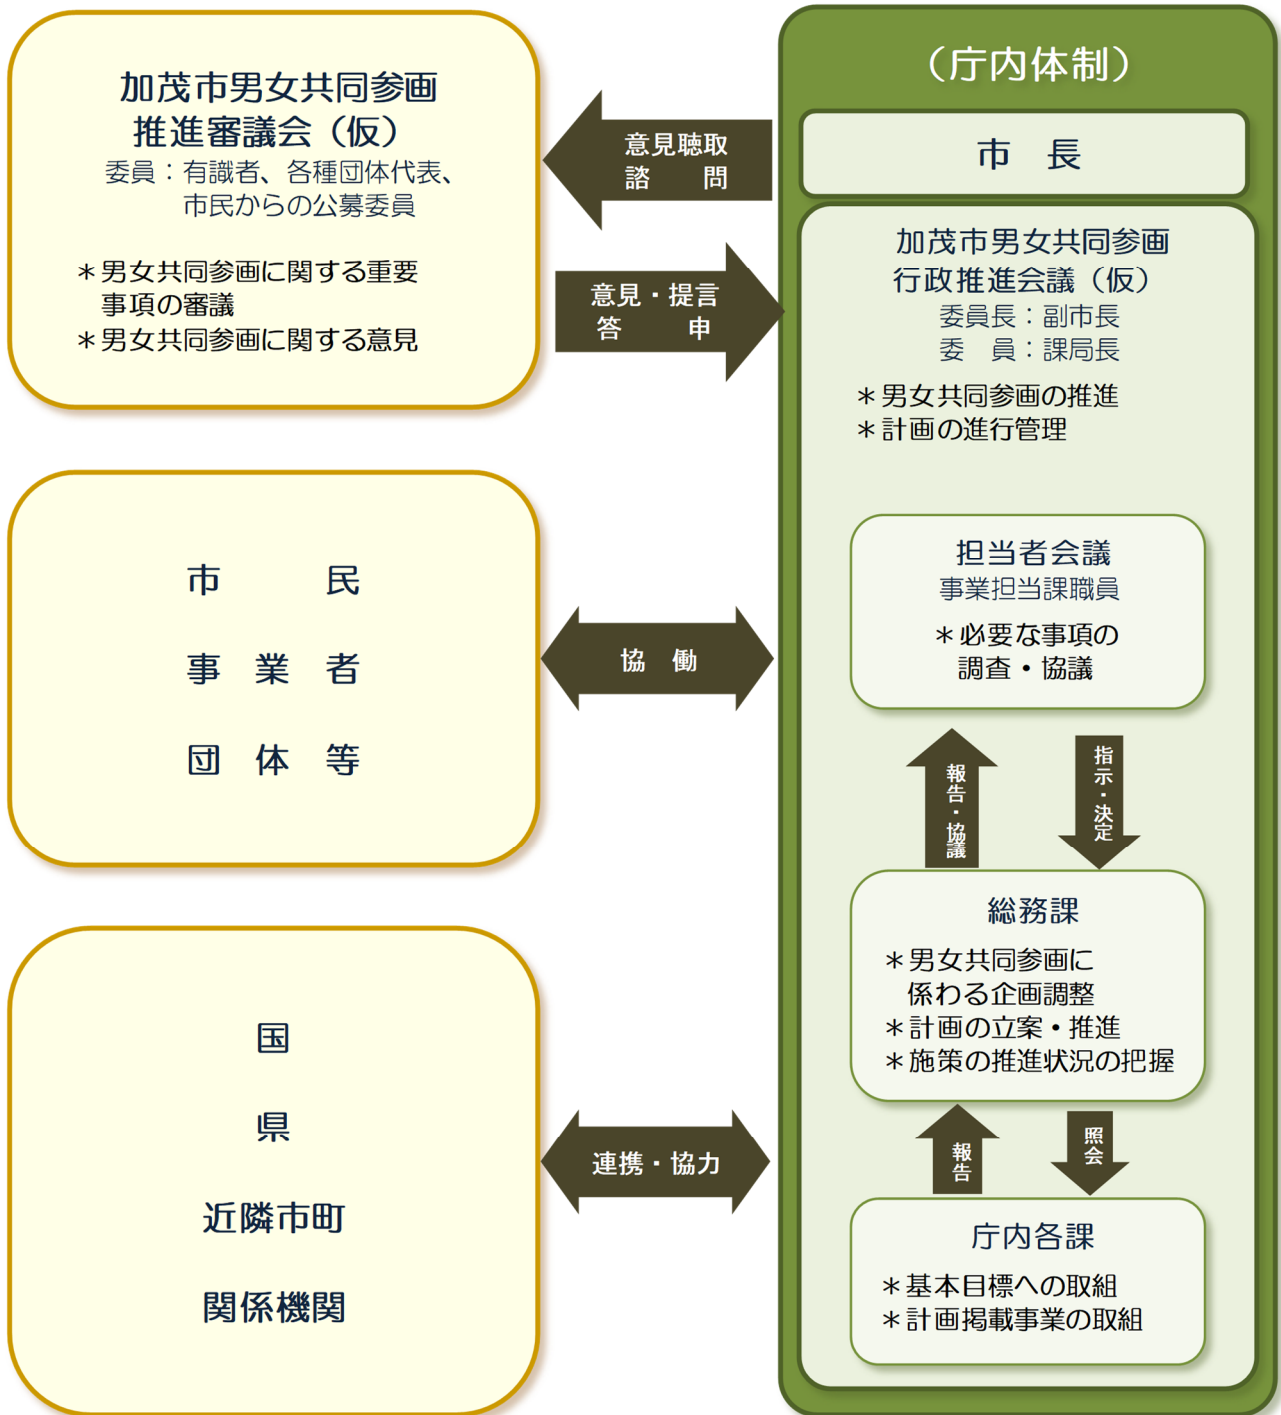 加茂市男女共同参画
推進審議会（仮）
委員：有識者、各種団体代表、
市民からの公募委員
＊男女共同参画に関する重要
事項の審議
＊男女共同参画に関する意見
意見聴取
諮　問
意見・提言
答　申
市　民
事　業　者
団　体　等
協　働
国
県
近隣市町
関係機関
連携・協力
（庁内体制）
市　長
加茂市男女共同参画
行政推進会議（仮）
委員長：副市長
委　員：課局長
＊男女共同参画の推進
＊計画の進行管理
担当者会議
事業担当課職員
＊必要な事項の
調査・協議
報告・協議
指示・決定
総務課
＊男女共同参画に
係わる企画調整
＊計画の立案・推進
＊施策の推進状況の把握
報告
照会
庁内各課
＊基本目標への取組
＊計画掲載事業の取組